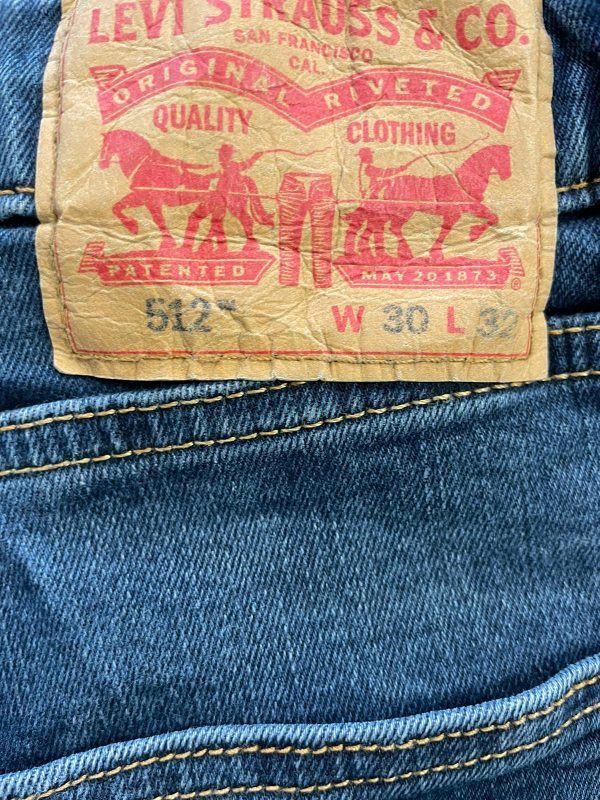 LEVI STRAUSS & CO.
SAN FRANCISCO
CAL.
ORIGINAL RIVETED
QUALITY CLOTHING
PATENTED MAY 20 1873 ®
512™ W 30 L 32